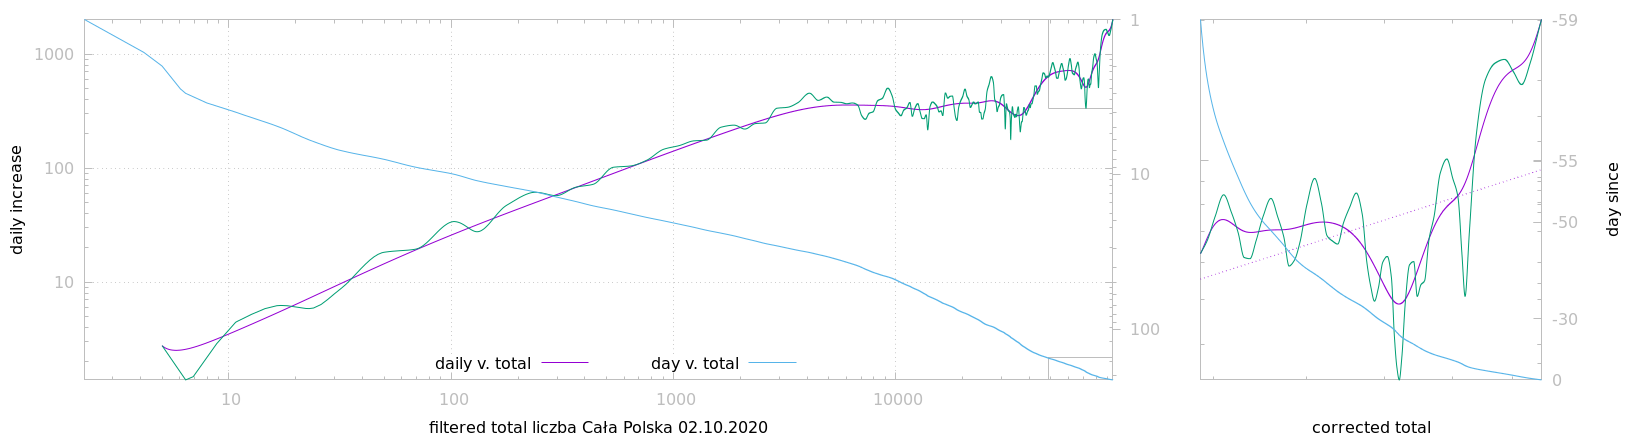 1000
100
10
daily increase
10
100
1000
10000
1
10
100
daily v. total
day v. total
filtered total liczba Cała Polska 02.10.2020
-59
-55
-50
-30
0
day since
corrected total